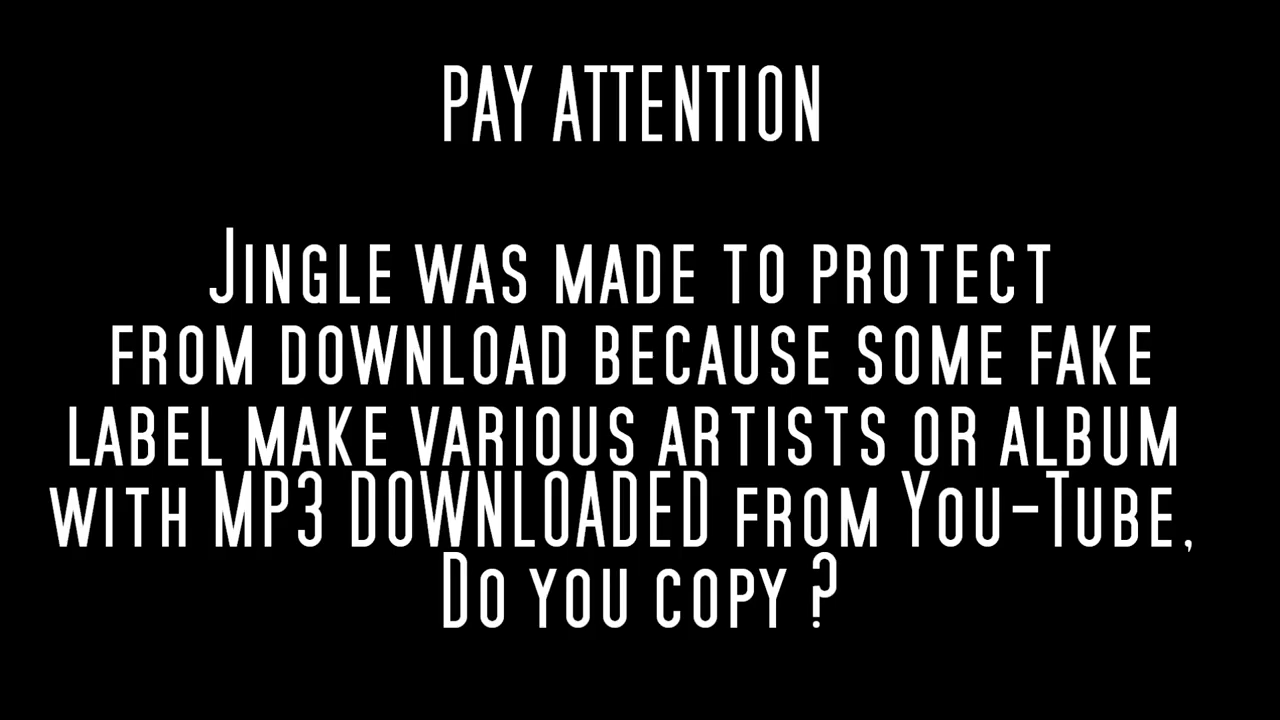 PAY ATTENTION
Jingle was made to protect
from download because some fake
label make various artists or album
with MP3 DOWNLOADED from You-Tube,
Do you copy ?